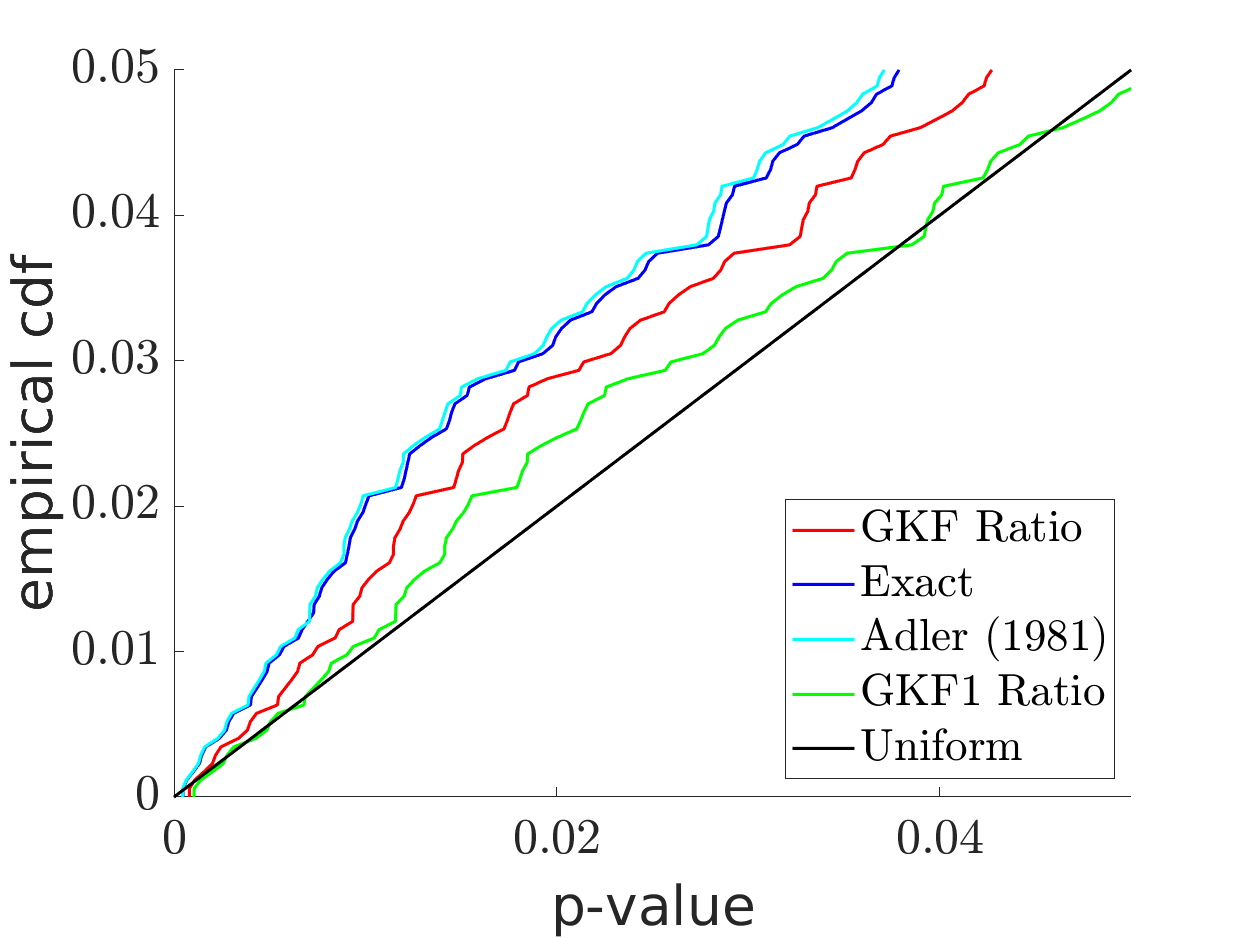 0.05
0.04
0.03
0.02
0.01
0
0
0.02
0.04
empirical cdf
p-value
GKF Ratio
Exact
Adler (1981)
GKF1 Ratio
Uniform